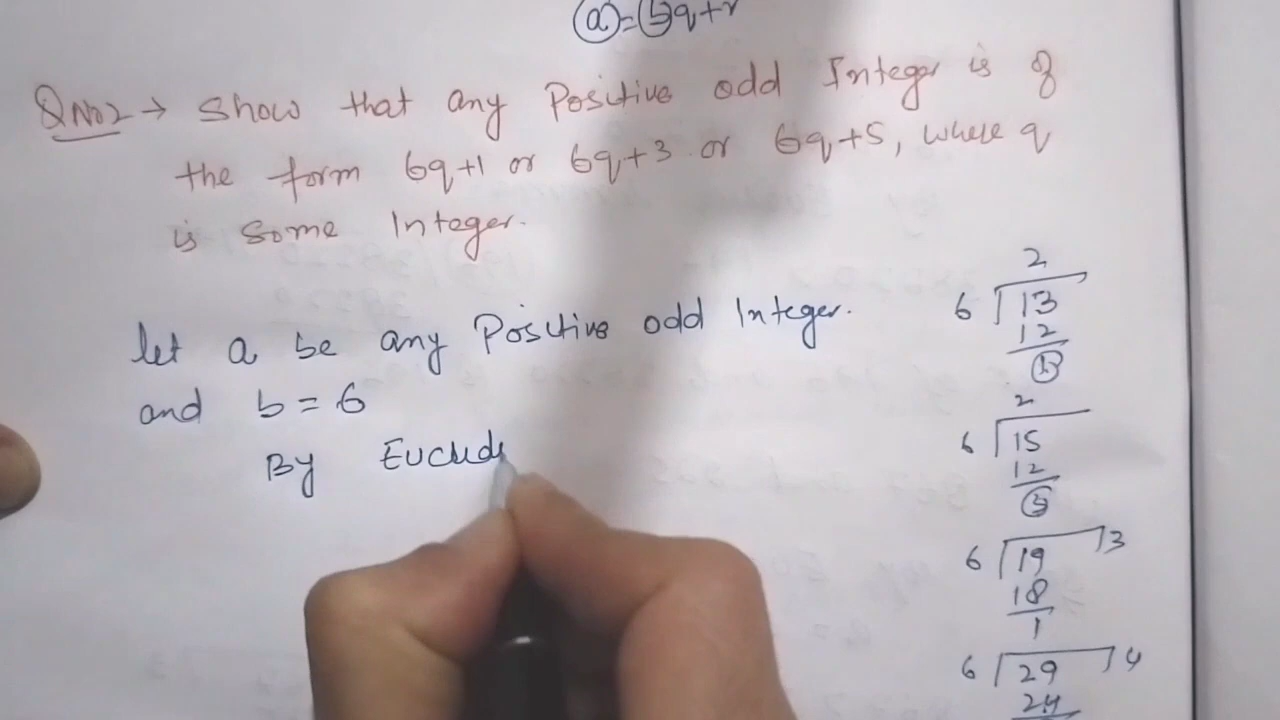 a=bq+r
QNo2→ Show that any Positive odd Integer is of
the form 6q+1 or 6q+3 or 6q+5, where q
is some Integer.
let a be any Positive odd Integer.
and b=6
By Euclid
2
6 13
12
1
2
6 15
12
3
6 19 3
18
1
6 29 4
24